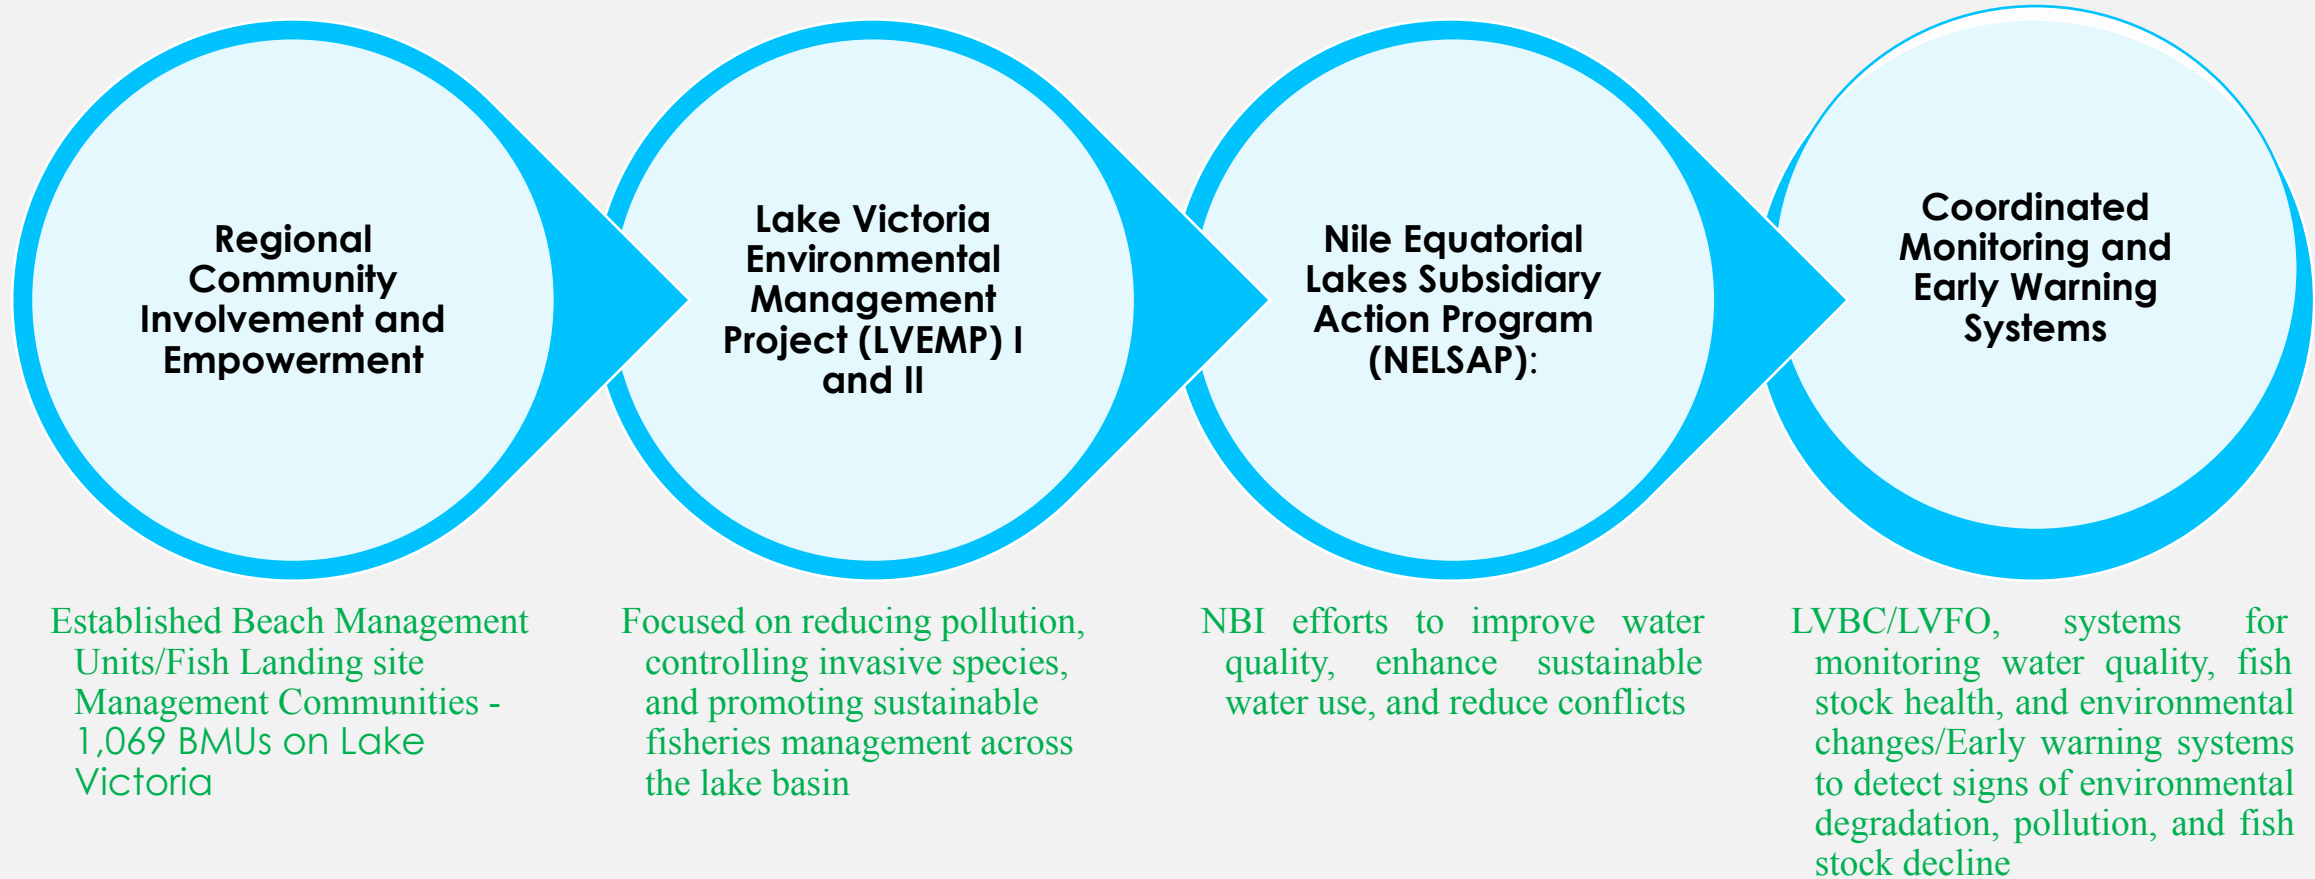 Regional
Community
Involvement and
Empowerment
Lake Victoria
Environmental
Management
Project (LVEMP) I
and II
Nile Equatorial
Lakes Subsidiary
Action Program
(NELSAP):
Coordinated
Monitoring and
Early Warning
Systems
Established Beach Management
Units/Fish Landing site
Management Communities -
1,069 BMUs on Lake
Victoria
Focused on reducing pollution,
controlling invasive species,
and promoting sustainable
fisheries management across
the lake basin
NBI efforts to improve water
quality, enhance sustainable
water use, and reduce conflicts
LVBC/LVFO, systems for
monitoring water quality, fish
stock health, and environmental
changes/Early warning systems
to detect signs of environmental
degradation, pollution, and fish
stock decline